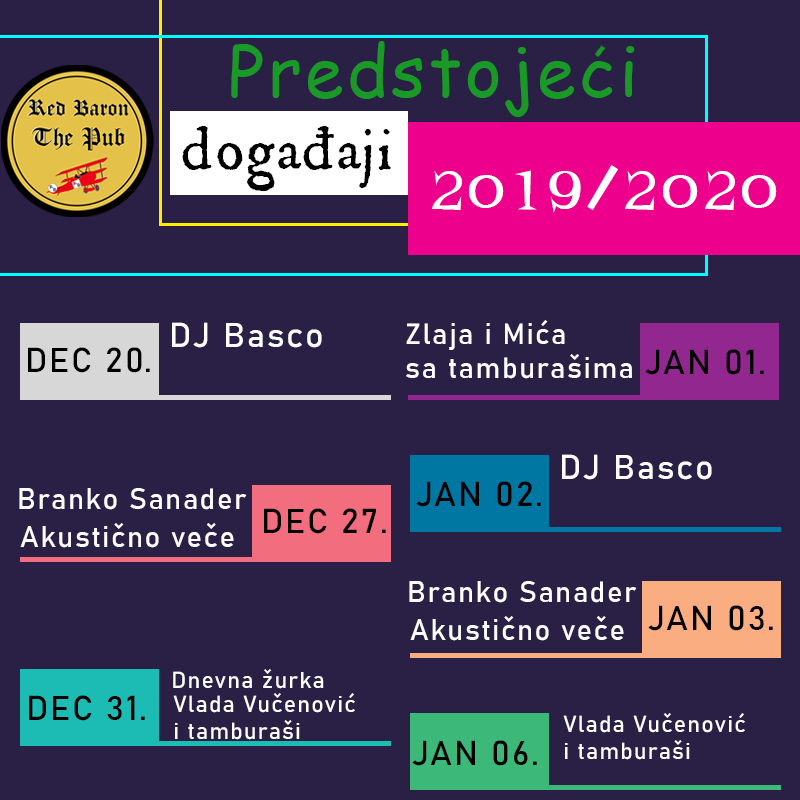 Red Baron
The Pub
Predstojeći
događaji
2019/2020
DEC 20.
DJ Basco
Branko Sanader
Akustično veče
DEC 27.
DEC 31.
Dnevna žurka
Vlada Vučenović
i tamburaši
Zlaja i Mića
sa tamburašima
JAN 01.
JAN 02.
DJ Basco
Branko Sanader
Akustično veče
JAN 03.
JAN 06.
Vlada Vučenović
i tamburaši